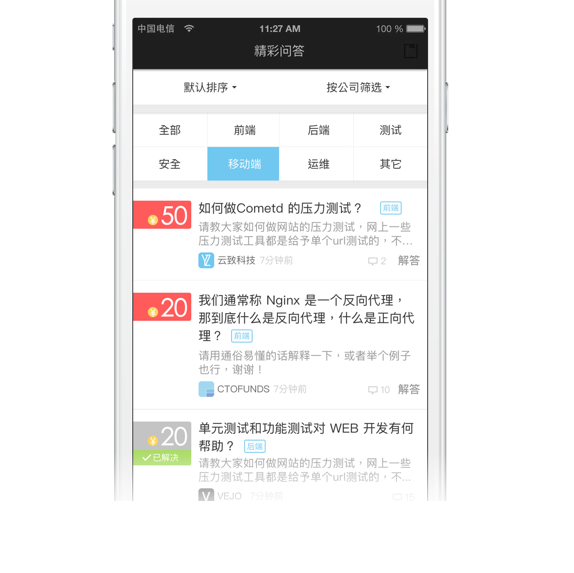 中国电信 11:27 AM 100 %
精彩问答
默认排序 按公司筛选
全部 前端 后端 测试
安全 移动端 运维 其它
50 如何做Cometd 的压力测试？ 前端
请教大家如何做网站的压力测试，网上一些
压力测试工具都是给予单个url测试的，不...
云致科技 7分钟前 2 解答
20 我们通常称 Nginx 是一个反向代理，
那到底什么是反向代理，什么是正向代
理？ 前端
请用通俗易懂的话解释一下，或者举个例子
也行，谢谢！
CTOFUNDS 7分钟前 10 解答
20 单元测试和功能测试对 WEB 开发有何
帮助？ 后端
已解决 请教大家如何做网站的压力测试，网上一些
压力测试工具都是给予单个url测试的，不...
VEJO 7分钟前